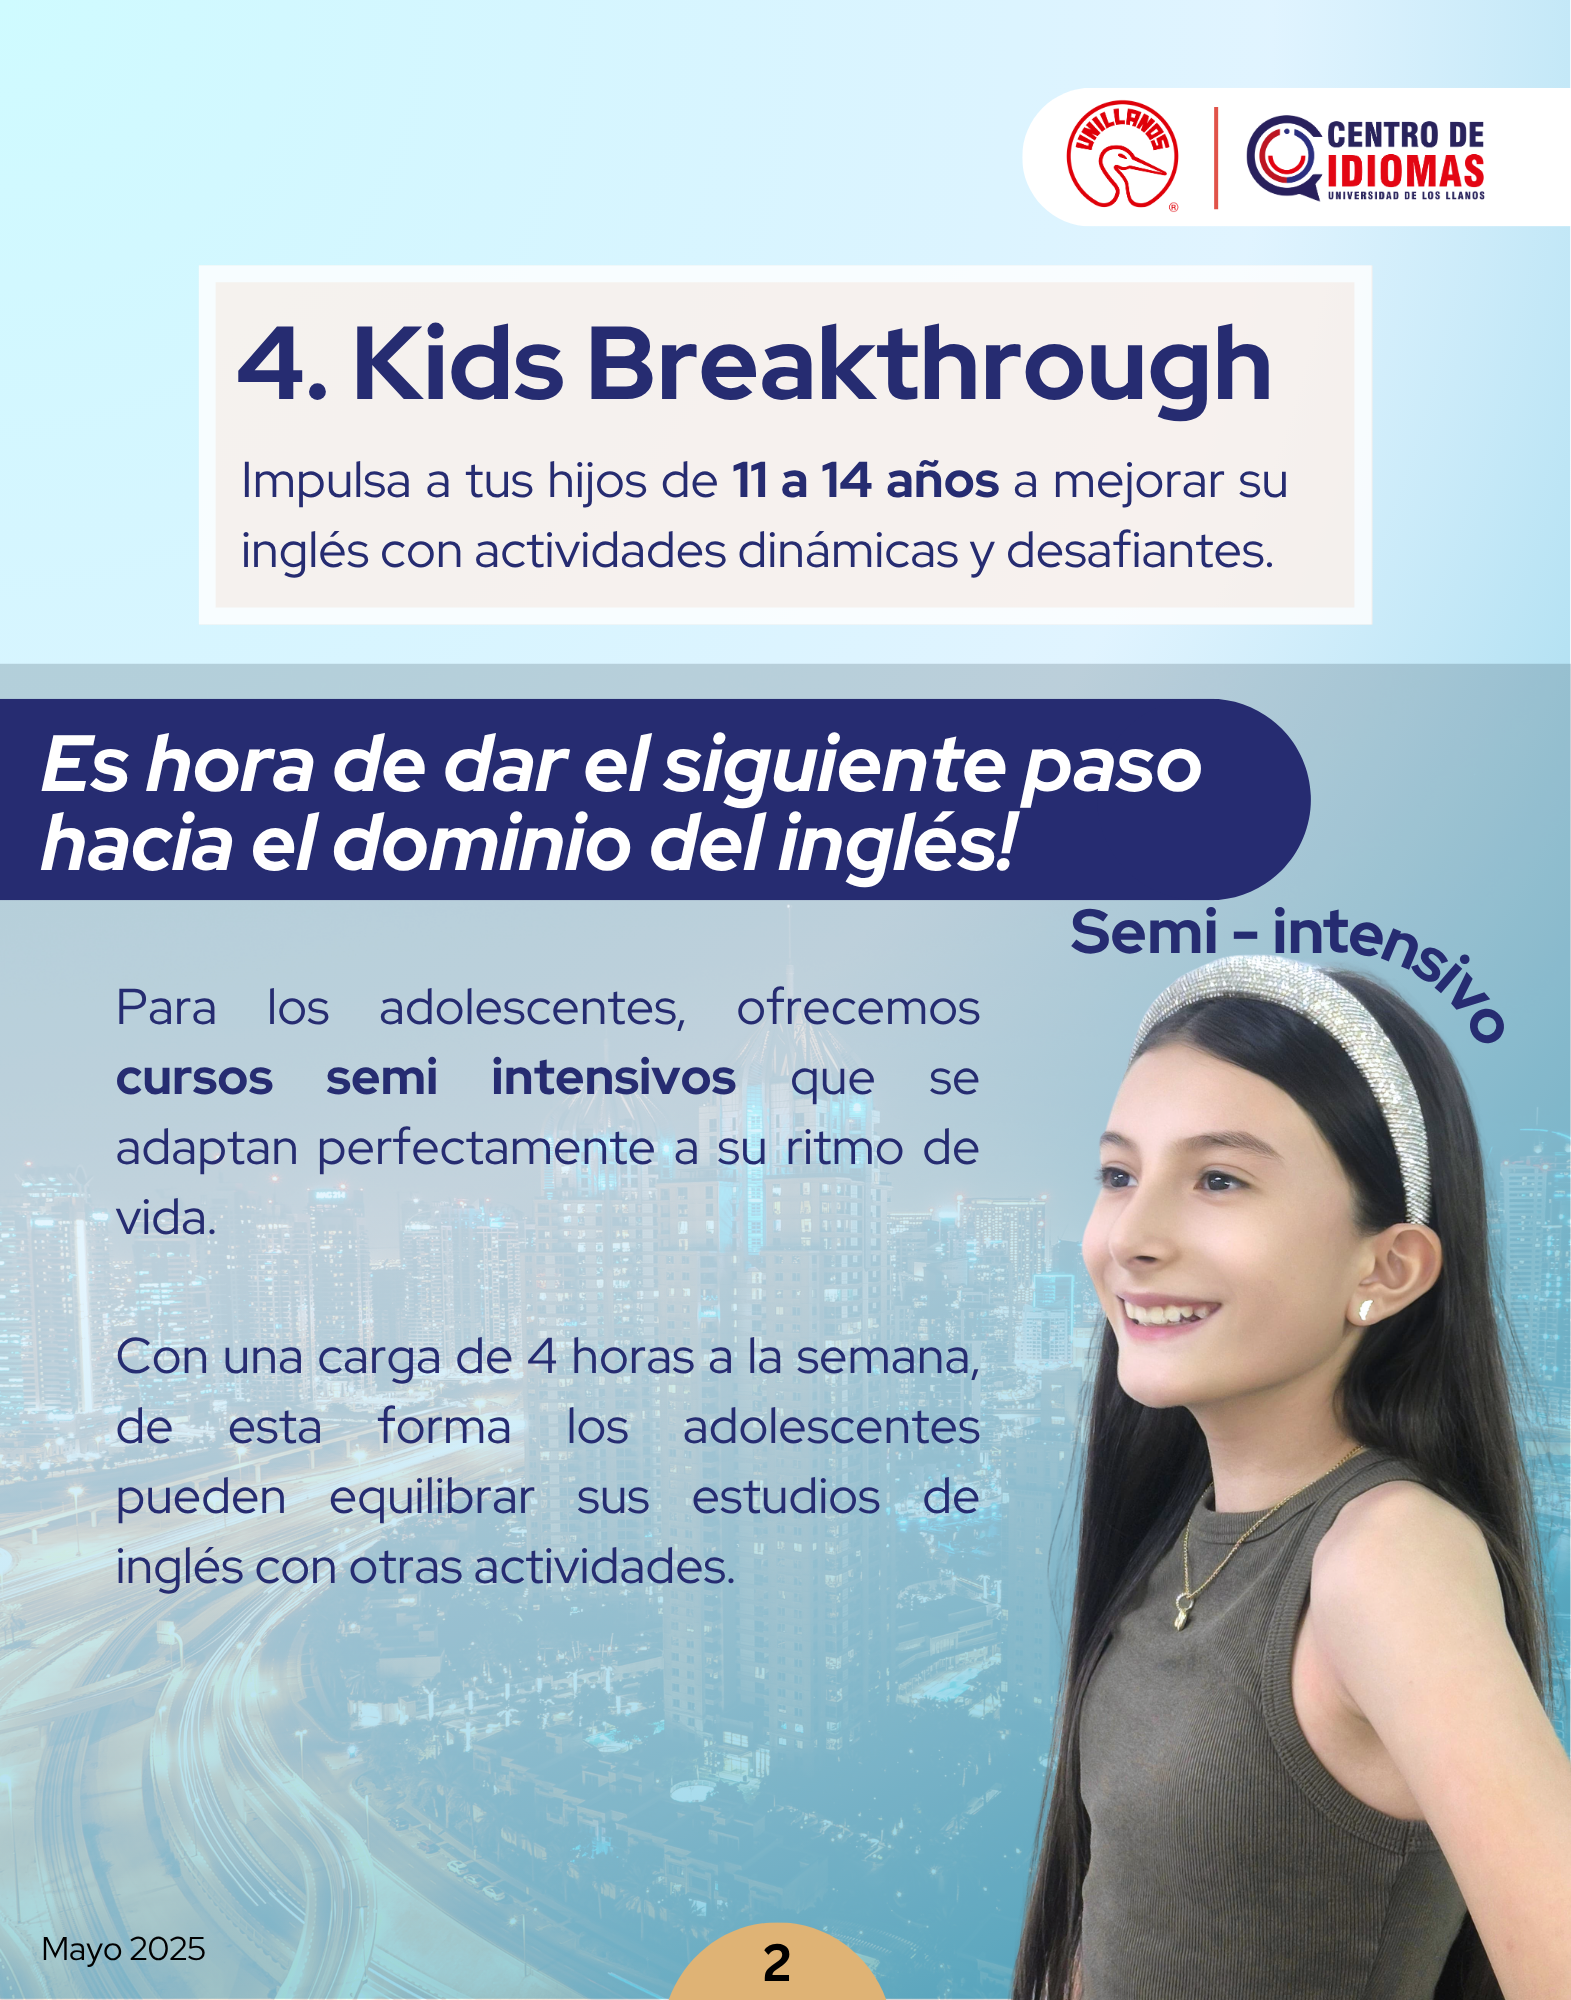 UNILLANOS
®
CENTRO DE
IDIOMAS
UNIVERSIDAD DE LOS LLANOS
4. Kids Breakthrough
Impulsa a tus hijos de 11 a 14 años a mejorar su
inglés con actividades dinámicas y desafiantes.
Es hora de dar el siguiente paso
hacia el dominio del inglés!
Semi - intensivo
Para los adolescentes, ofrecemos
cursos semi intensivos que se
adaptan perfectamente a su ritmo de
vida.
Con una carga de 4 horas a la semana,
de esta forma los adolescentes
pueden equilibrar sus estudios de
inglés con otras actividades.
Mayo 2025
2